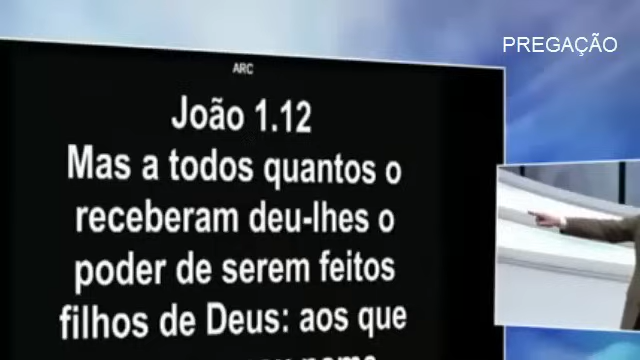 PREGAÇÃO
ARC
João 1.12
Mas a todos quantos o
receberam deu-lhes o
poder de serem feitos
filhos de Deus: aos que
nome